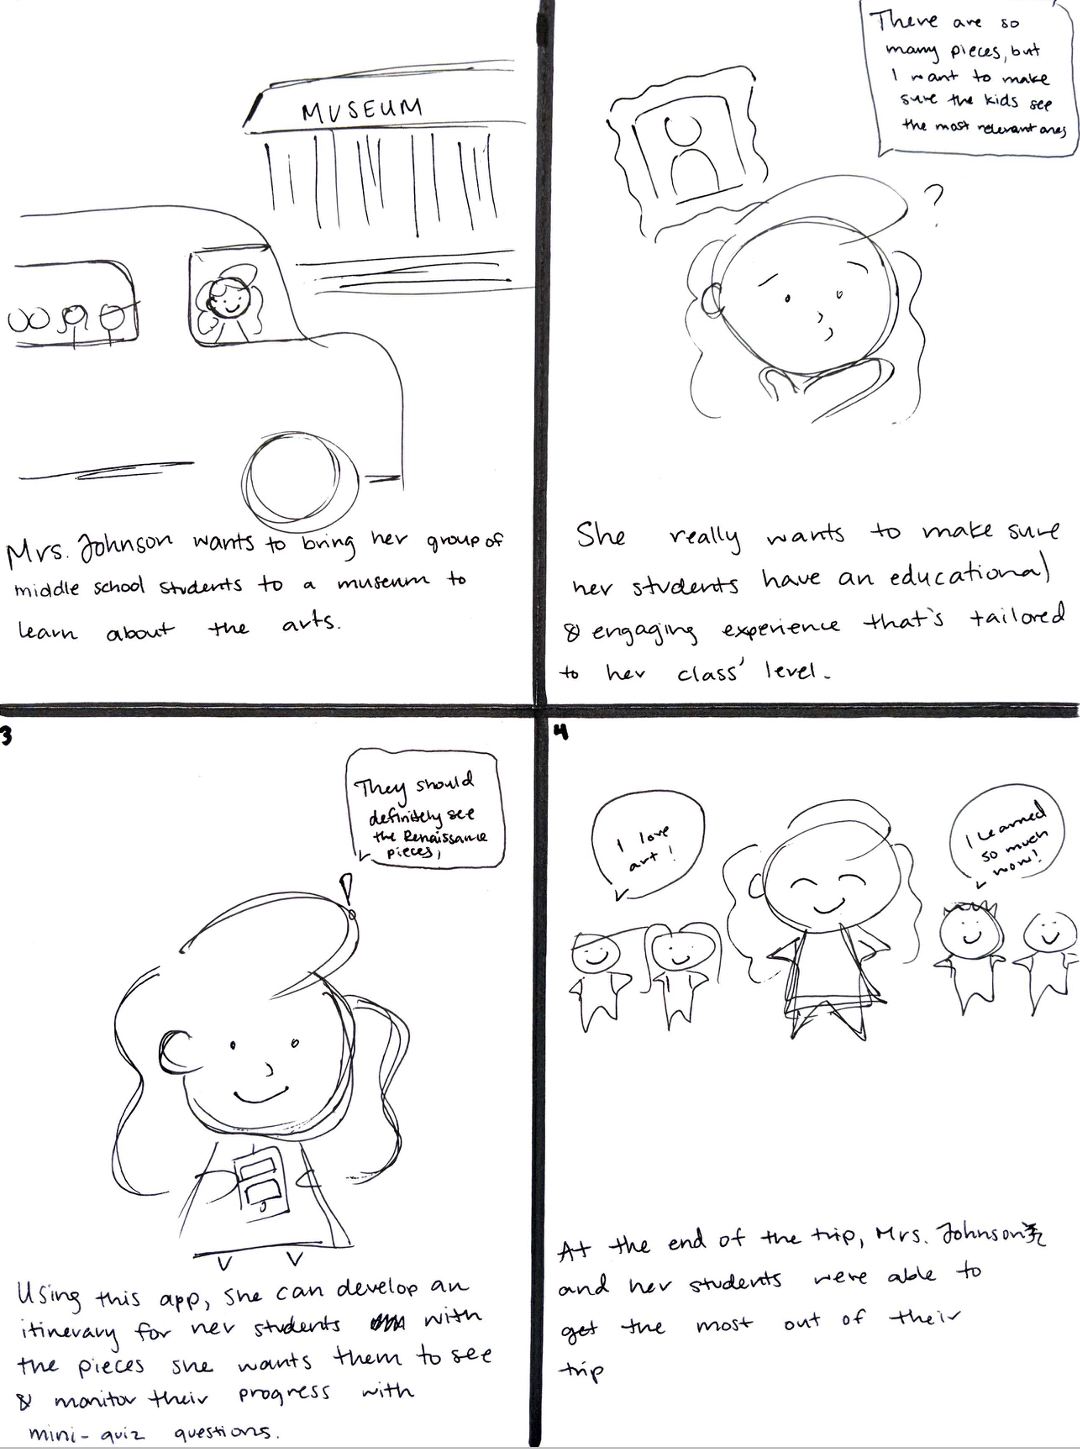 MUSEUM
Mrs. Johnson wants to bring her group of
middle school students to a museum to
learn about the arts.
There are so
many pieces, but
I want to make
sure the kids see
the most relevant ones
?
She really wants to make sure
her students have an educational
& engaging experience that's tailored
to her class' level.
3
They should
definitely see
the Renaissance
pieces,
!
Using this app, she can develop an
itinerary for her students with
the pieces she wants them to see
& monitor their progress with
mini-quiz questions.
4
I love
art!
I learned
so much
now!
At the end of the trip, Mrs. Johnson
and her students were able to
get the most out of their
trip